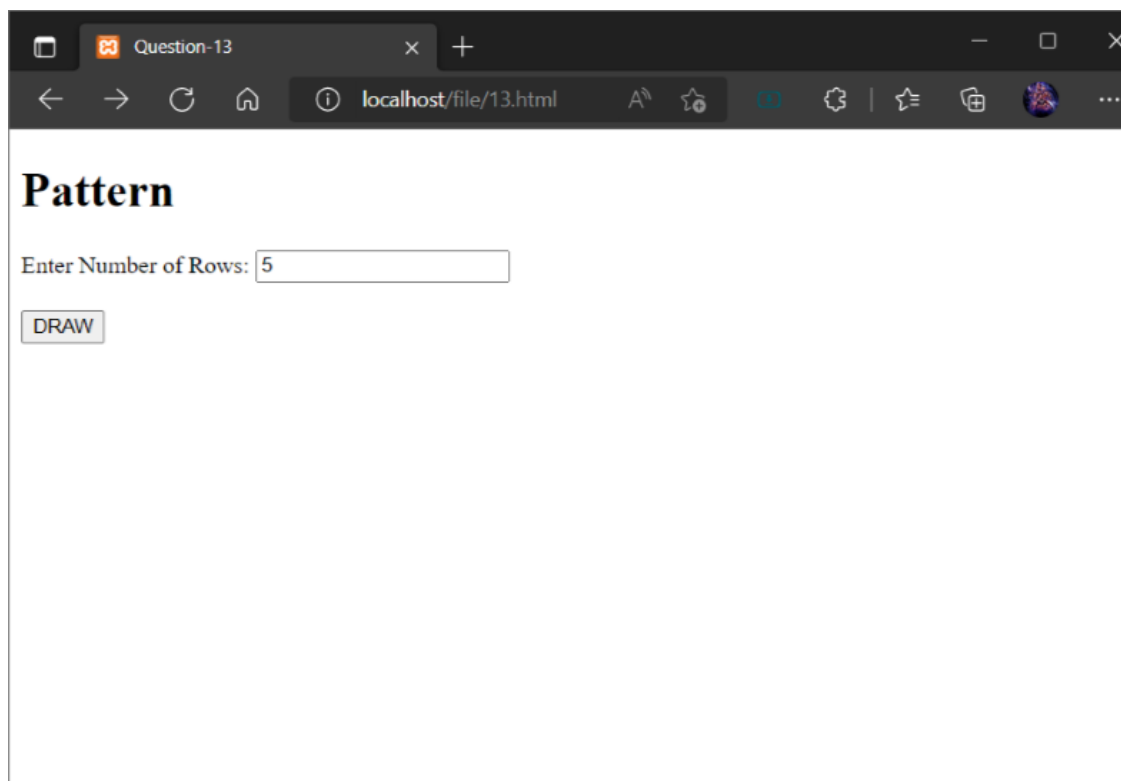 Question-13
localhost/file/13.html
Pattern
Enter Number of Rows: 5
DRAW